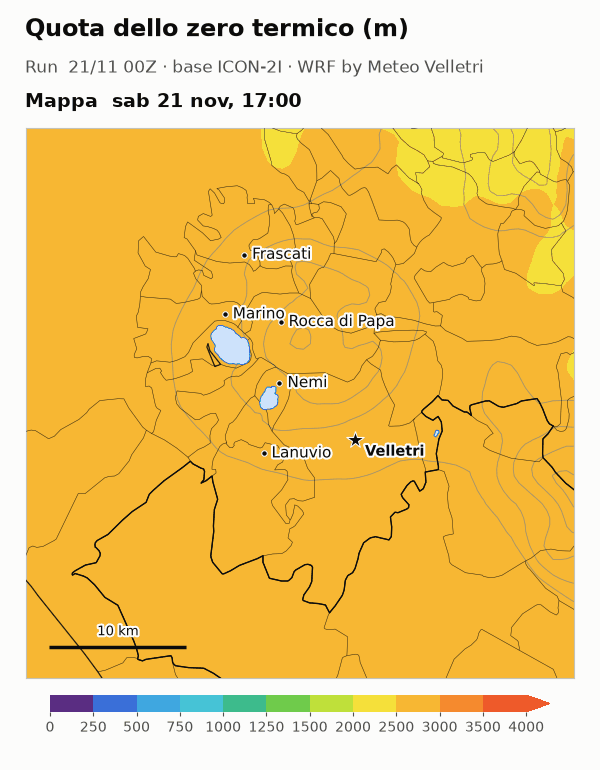 Quota dello zero termico (m)
Run  21/11 00Z · base ICON-2I · WRF by Meteo Velletri
Mappa  sab 21 nov, 17:00
Frascati
Marino
Rocca di Papa
Nemi
Velletri
Lanuvio
10 km
0 250 500 750 1000 1250 1500 2000 2500 3000 3500 4000